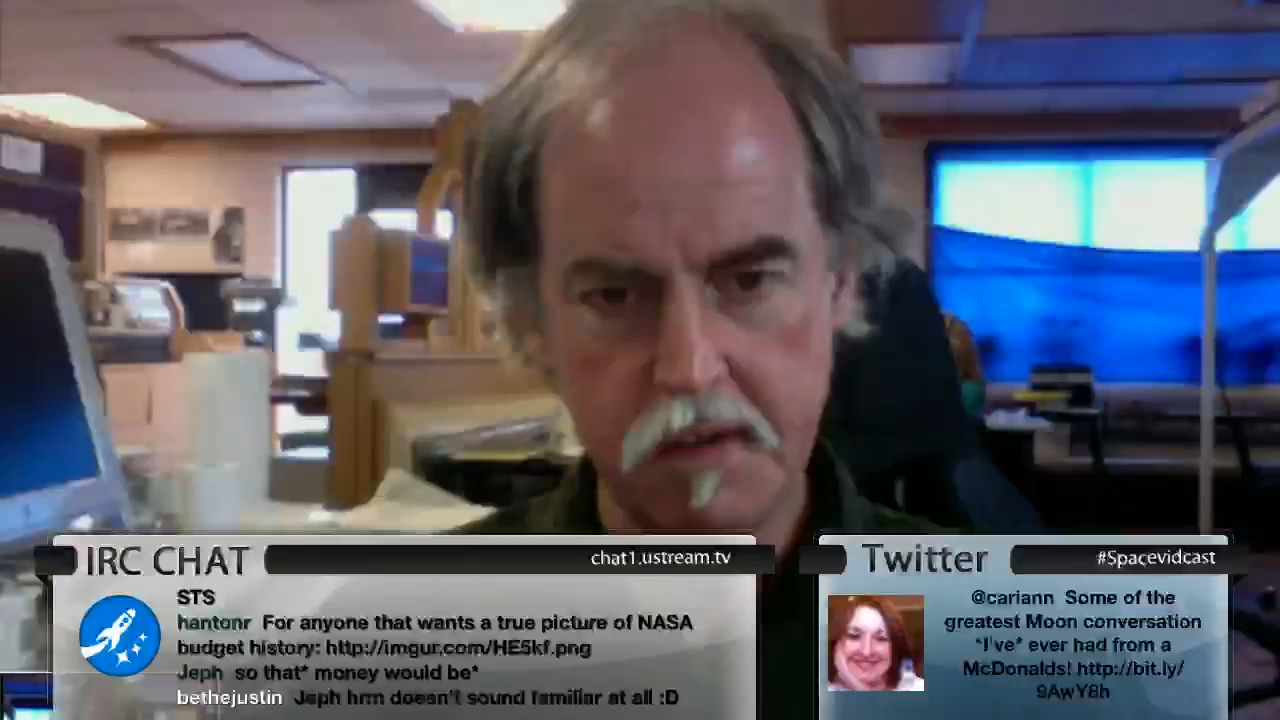 IRC CHAT
chat1.ustream.tv
STS
hantonr For anyone that wants a true picture of NASA
budget history: http://imgur.com/HE5kf.png
Jeph so that* money would be*
bethejustin Jeph hrm doesn't sound familiar at all :D
Twitter
#Spacevidcast
@cariann Some of the
greatest Moon conversation
*I've* ever had from a
McDonalds! http://bit.ly/
9AwY8h